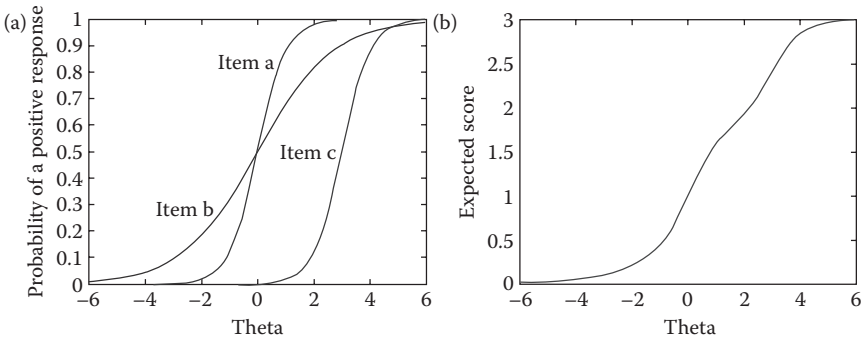 (a)
Probability of a positive response
1
0.9
0.8
0.7
0.6
0.5
0.4
0.3
0.2
0.1
0
Item a
Item b
Item c
−6 −4 −2 0 2 4 6
Theta
(b)
Expected score
3
2.5
2
1.5
1
0.5
0
−6 −4 −2 0 2 4 6
Theta